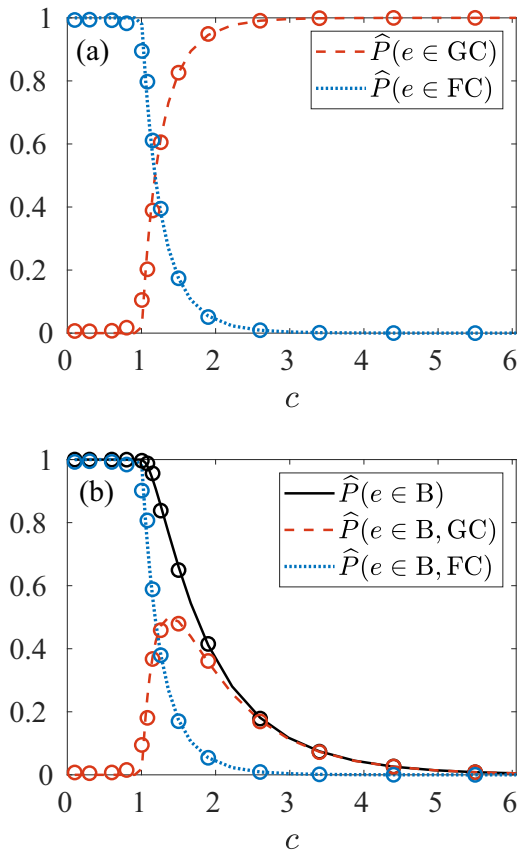 (a)
P̂(e ∈ GC)
P̂(e ∈ FC)
1
0.8
0.6
0.4
0.2
0
0 1 2 3 4 5 6
c
(b)
P̂(e ∈ B)
P̂(e ∈ B, GC)
P̂(e ∈ B, FC)
1
0.8
0.6
0.4
0.2
0
0 1 2 3 4 5 6
c